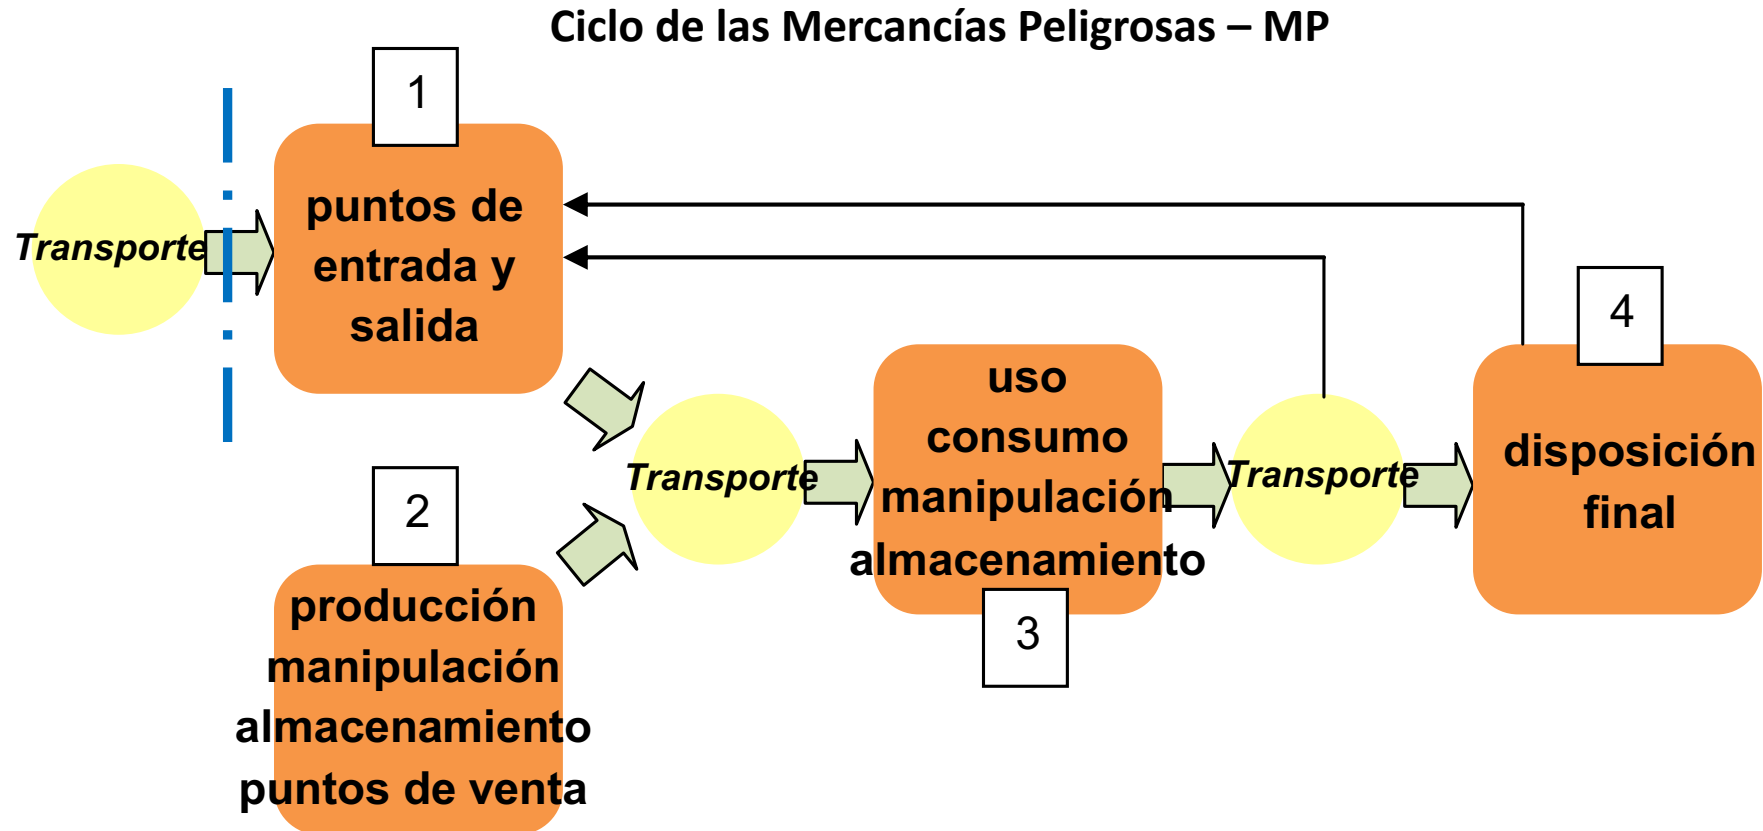 Ciclo de las Mercancías Peligrosas – MP
1
puntos de
entrada y
salida
Transporte
2
producción
manipulación
almacenamiento
puntos de venta
Transporte
uso
consumo
manipulación
almacenamiento
3
Transporte
4
disposición
final